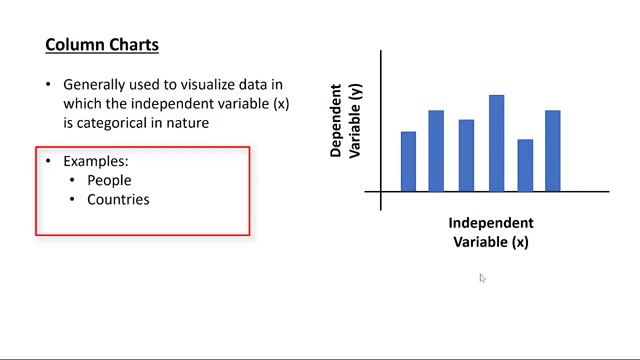 Column Charts
• Generally used to visualize data in
which the independent variable (x)
is categorical in nature
• Examples:
• People
• Countries
Dependent
Variable (y)
Independent
Variable (x)